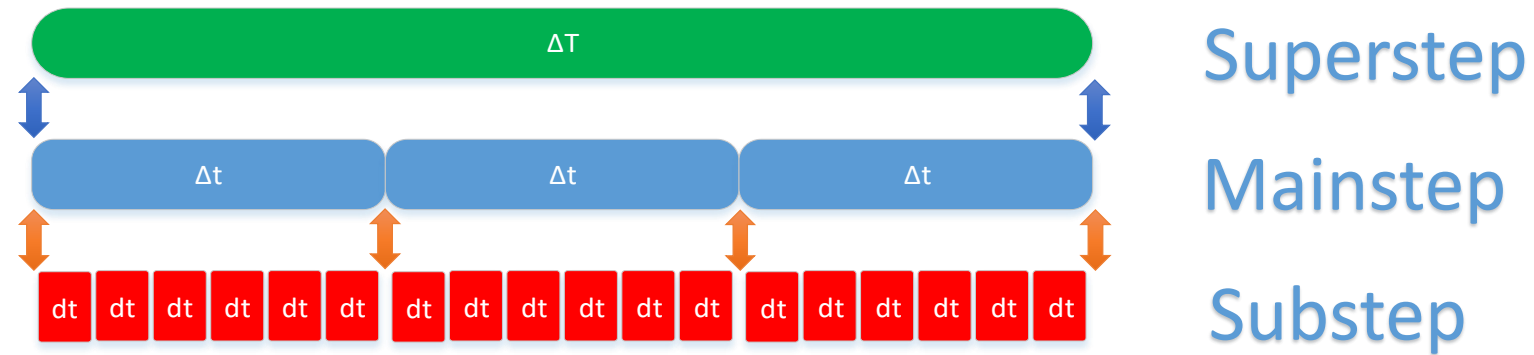 ΔT Superstep
Δt Δt Δt Mainstep
dt dt dt dt dt dt dt dt dt dt dt dt dt dt dt dt dt dt Substep